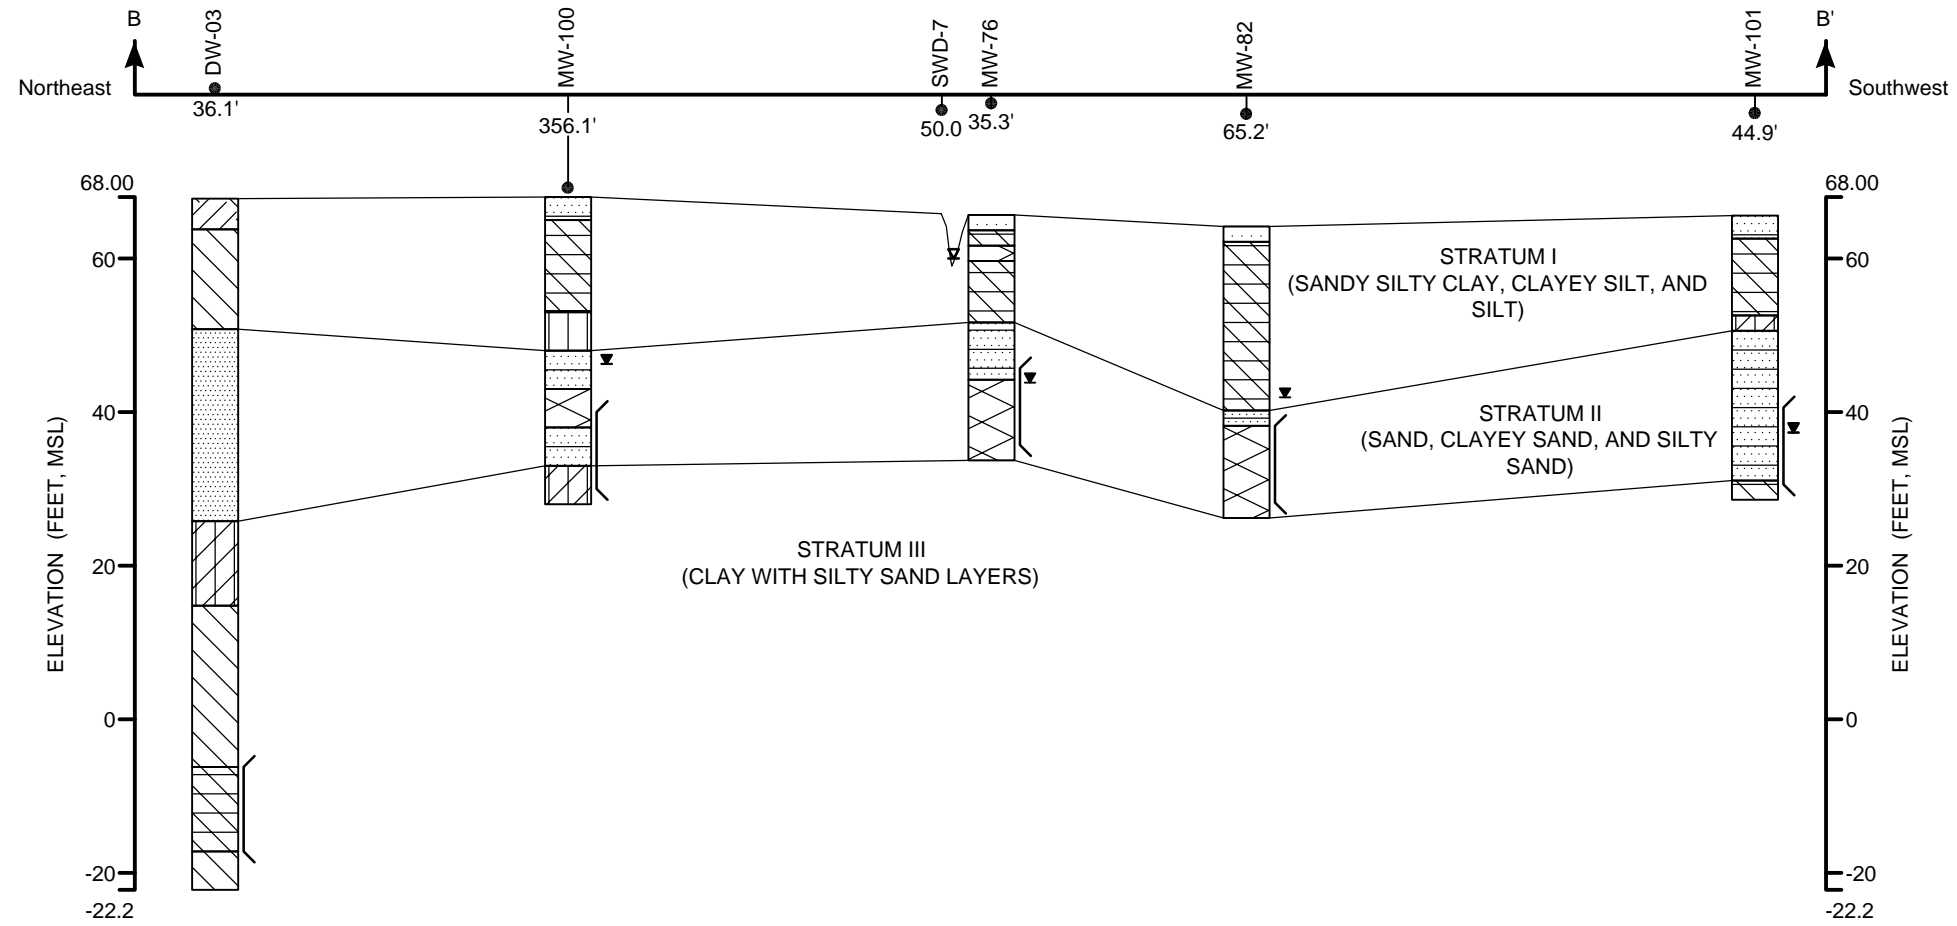 B
DW-03
MW-100
SWD-7
MW-76
MW-82
MW-101
B'
Northeast
Southwest
36.1'
356.1'
50.0
35.3'
65.2'
44.9'
68.00
68.00
60
60
STRATUM I
(SANDY SILTY CLAY, CLAYEY SILT, AND
SILT)
40
40
STRATUM II
(SAND, CLAYEY SAND, AND SILTY
SAND)
ELEVATION (FEET, MSL)
ELEVATION (FEET, MSL)
STRATUM III
(CLAY WITH SILTY SAND LAYERS)
20
20
0
0
-20
-20
-22.2
-22.2